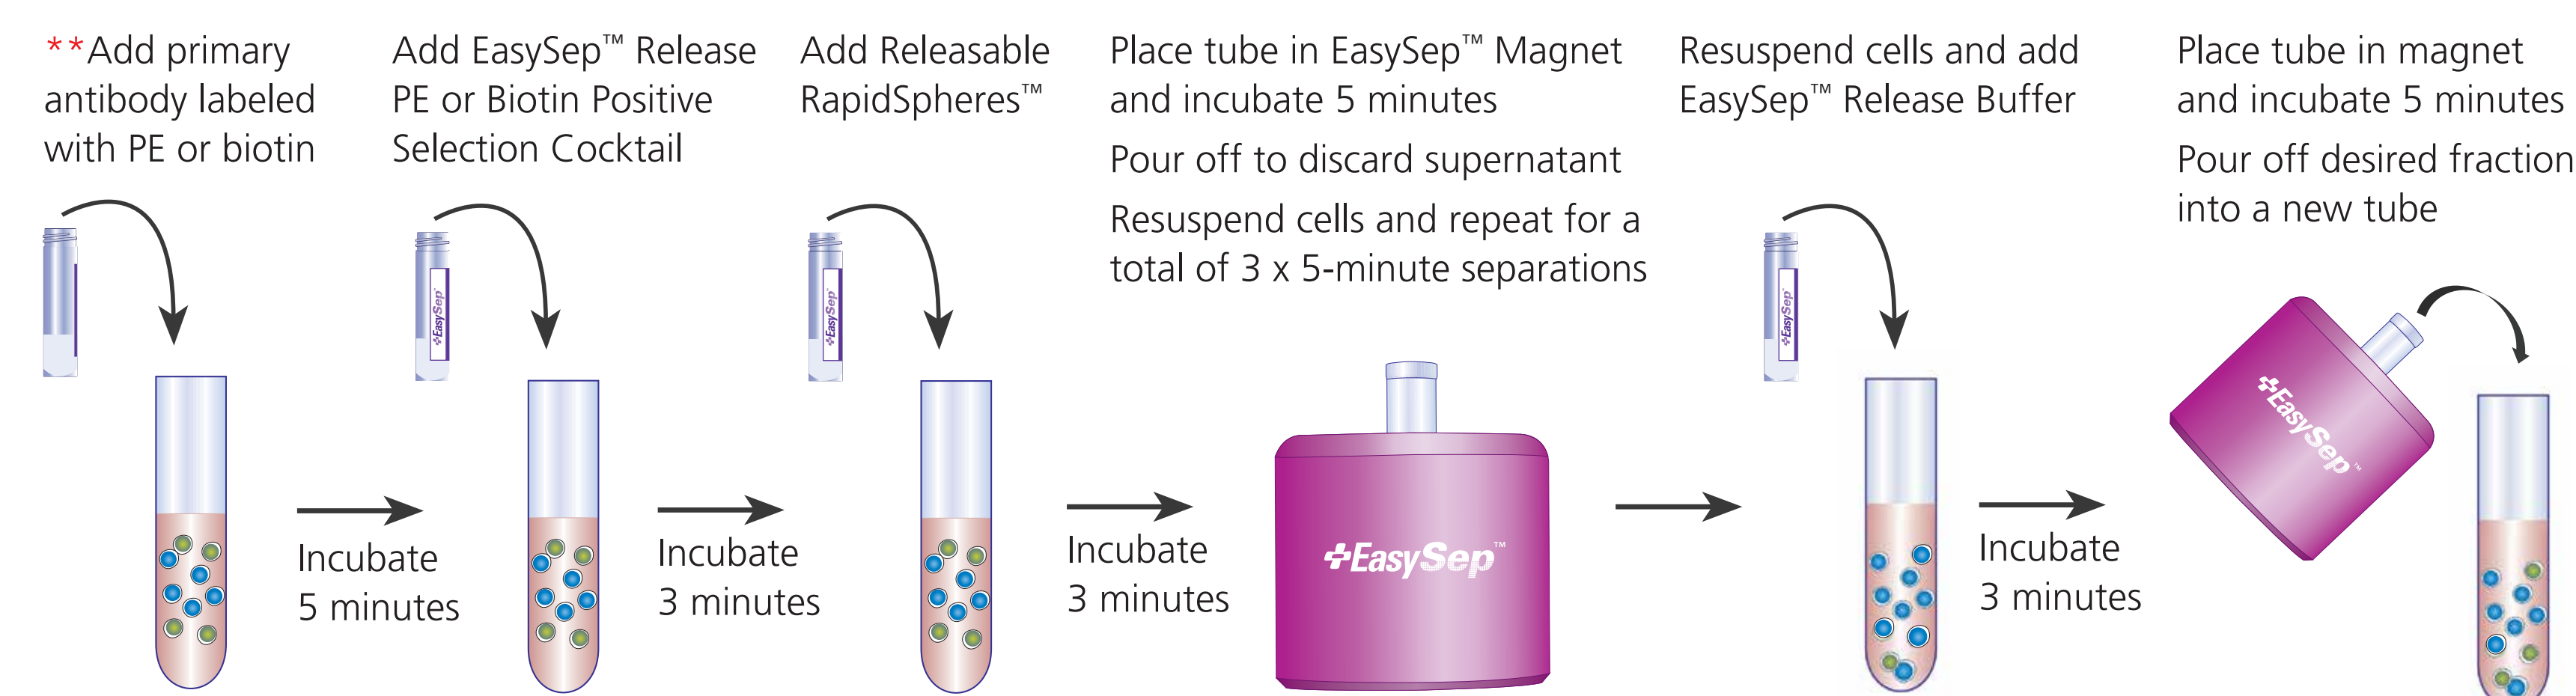 **Add primary
antibody labeled
with PE or biotin
Add EasySep™ Release
PE or Biotin Positive
Selection Cocktail
Add Releasable
RapidSpheres™
Place tube in EasySep™ Magnet
and incubate 5 minutes
Pour off to discard supernatant
Resuspend cells and repeat for a
total of 3 x 5-minute separations
Resuspend cells and add
EasySep™ Release Buffer
Place tube in magnet
and incubate 5 minutes
Pour off desired fraction
into a new tube
EasySep
EasySep
EasySep
EasySep™
Incubate
5 minutes
Incubate
3 minutes
Incubate
3 minutes
EasySep™
Incubate
3 minutes